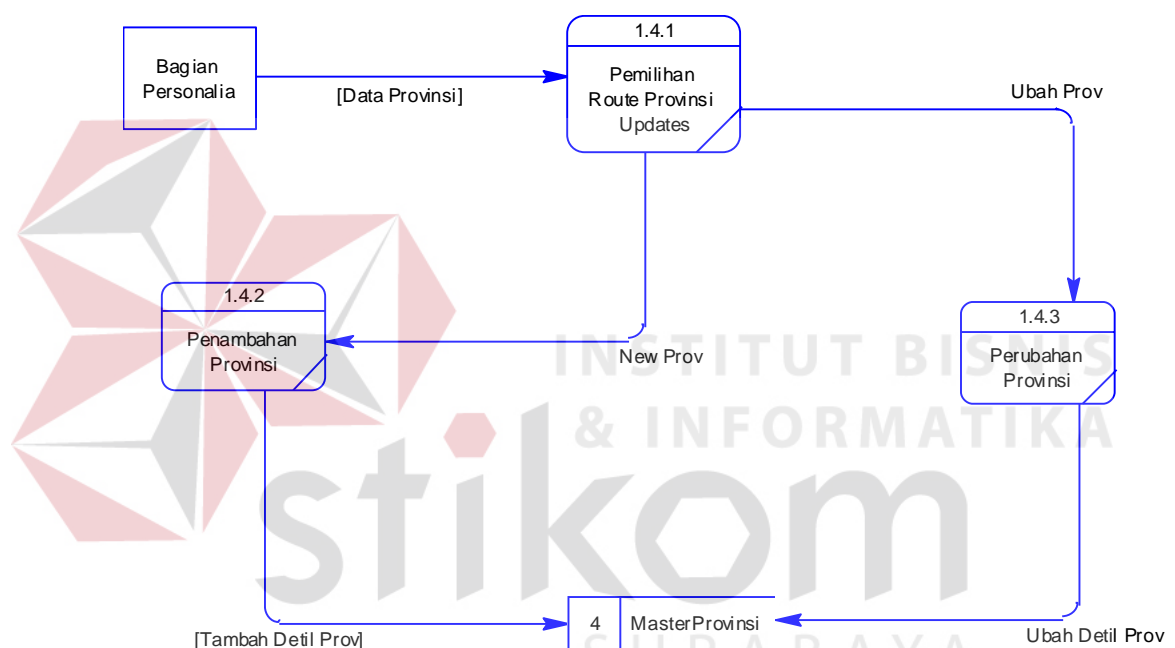 1.4.1
Bagian
Personalia
[Data Provinsi]
Pemilihan
Route Provinsi
Updates
Ubah Prov
1.4.2
Penambahan
Provinsi
New Prov
1.4.3
Perubahan
Provinsi
INSTITUT BISNIS
& INFORMATIKA
stikom
SURABAYA
4
MasterProvinsi
[Tambah Detil Prov]
Ubah Detil Prov